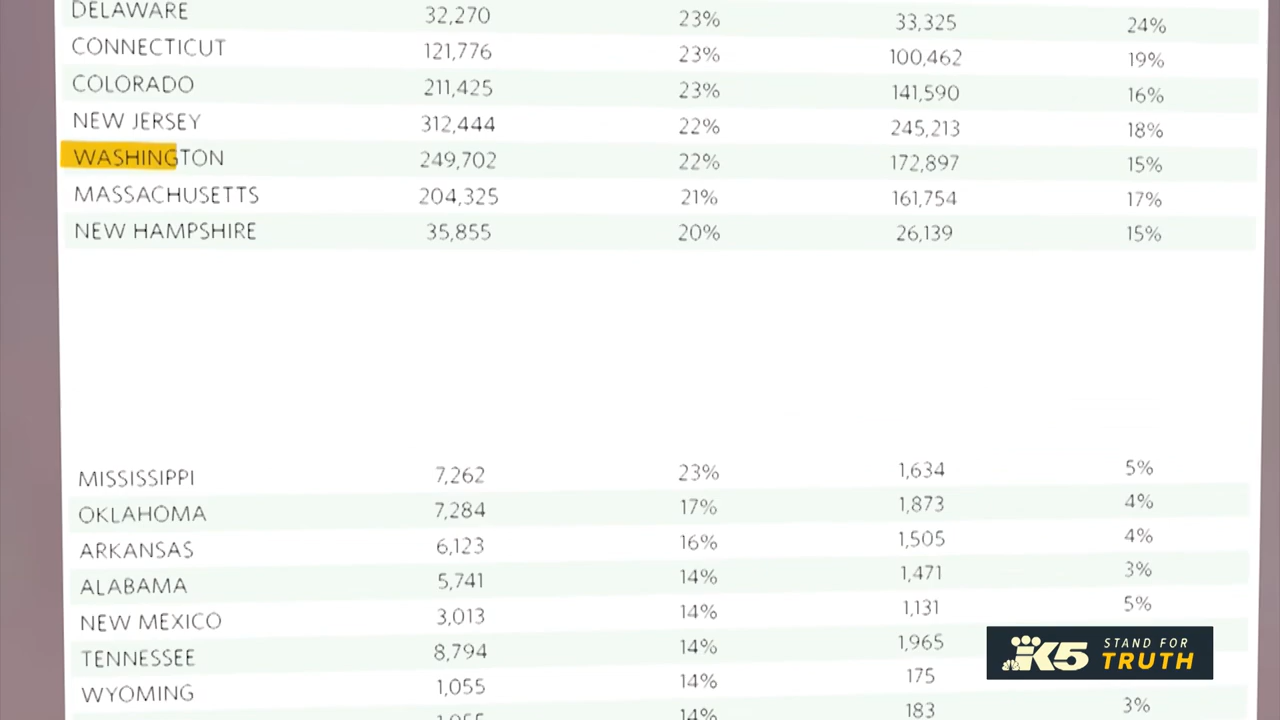 DELAWARE 32,270 23% 33,325 24%
CONNECTICUT 121,776 23% 100,462 19%
COLORADO 211,425 23% 141,590 16%
NEW JERSEY 312,444 22% 245,213 18%
WASHINGTON 249,702 22% 172,897 15%
MASSACHUSETTS 204,325 21% 161,754 17%
NEW HAMPSHIRE 35,855 20% 26,139 15%
MISSISSIPPI 7,262 23% 1,634 5%
OKLAHOMA 7,284 17% 1,873 4%
ARKANSAS 6,123 16% 1,505 4%
ALABAMA 5,741 14% 1,471 3%
NEW MEXICO 3,013 14% 1,131 5%
TENNESSEE 8,794 14% 1,965
WYOMING 1,055 14% 175
14% 183 3%
K5 STAND FOR
TRUTH